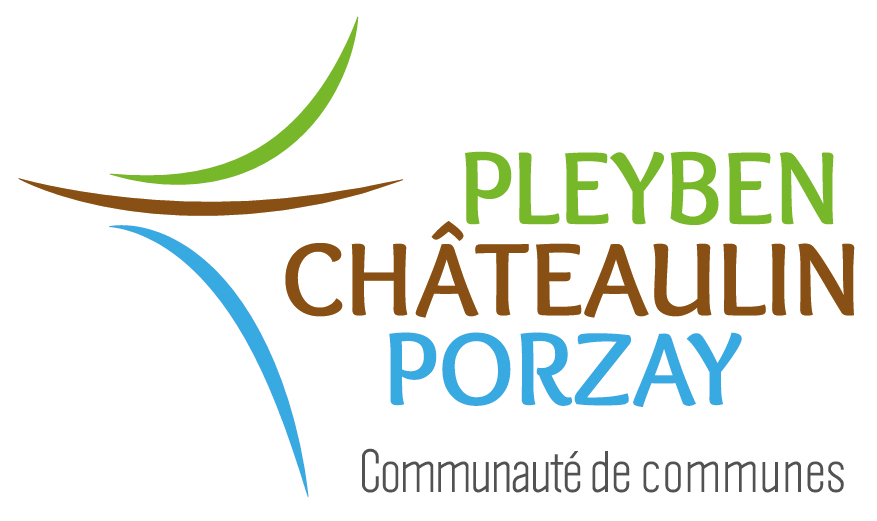 PLEYBEN
CHÂTEAULIN
PORZAY
Communauté de communes